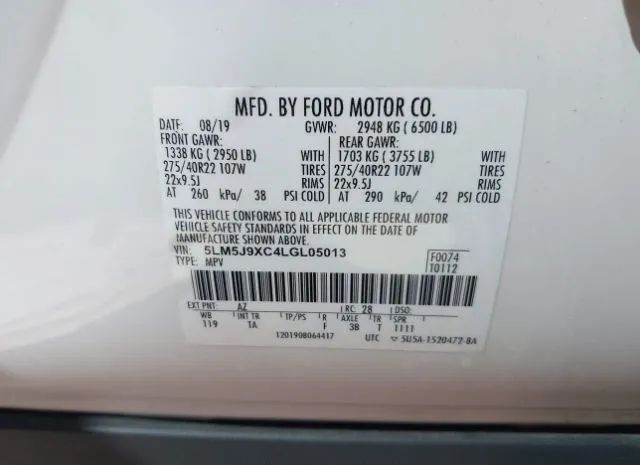 MFD. BY FORD MOTOR CO.
DATE: 08/19 GVWR: 2948 KG ( 6500 LB)
FRONT GAWR: REAR GAWR:
1338 KG ( 2950 LB) WITH 1703 KG ( 3755 LB) WITH
275/40R22 107W TIRES 275/40R22 107W TIRES
22x9.5J RIMS 22x9.5J RIMS
AT 260 kPa/ 38 PSI COLD AT 290 kPa/ 42 PSI COLD
THIS VEHICLE CONFORMS TO ALL APPLICABLE FEDERAL MOTOR
VEHICLE SAFETY STANDARDS IN EFFECT ON THE DATE OF
MANUFACTURE SHOWN ABOVE.
VIN: 5LM5J9XC4LGL05013 F0074
TYPE: MPV T0112
EXT PNT: AZ RC: 28 DSO:
WB INT TR TP/PS R AXLE TR SPR
119 TA F 3B T 1111
1201908064417 UTC 5U5A-1520472-BA